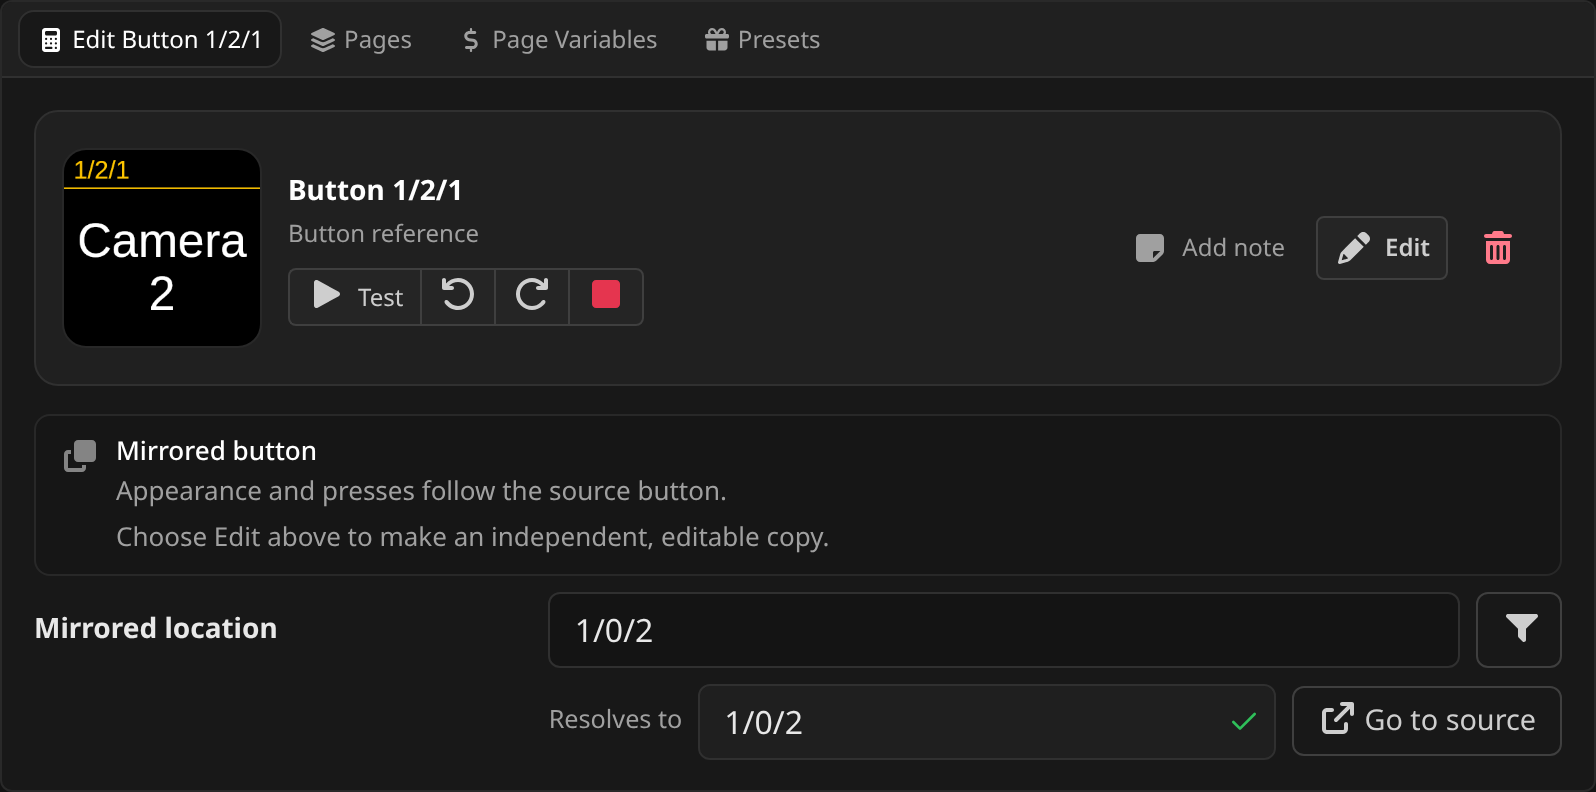 Edit Button 1/2/1
Pages
$ Page Variables
Presets
1/2/1
Camera
2
Button 1/2/1
Button reference
Test
Add note
Edit
Mirrored button
Appearance and presses follow the source button.
Choose Edit above to make an independent, editable copy.
Mirrored location
1/0/2
Resolves to
1/0/2
Go to source